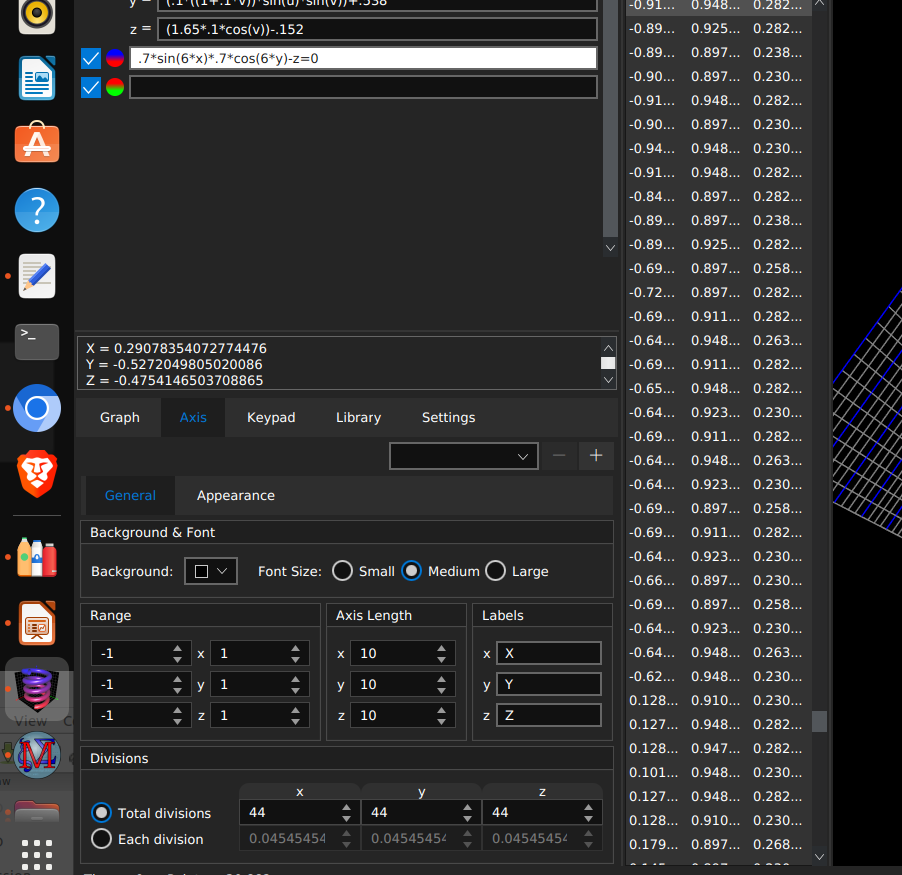 y = (.1*((1+.1*v))*sin(u)*sin(v))+.538
z = (1.65*.1*cos(v))-.152
.7*sin(6*x)*.7*cos(6*y)-z=0
X = 0.29078354072774476
Y = -0.5272049805020086
Z = -0.4754146503708865
Graph Axis Keypad Library Settings
General Appearance
Background & Font
Background: Font Size: Small Medium Large
Range Axis Length Labels
-1 x 1 x 10 x X
-1 y 1 y 10 y Y
-1 z 1 z 10 z Z
Divisions
x y z
Total divisions 44 44 44
Each division 0.04545454 0.04545454 0.04545454
-0.91... 0.948... 0.282...
-0.89... 0.925... 0.282...
-0.89... 0.897... 0.238...
-0.90... 0.897... 0.230...
-0.91... 0.948... 0.282...
-0.90... 0.897... 0.230...
-0.94... 0.948... 0.230...
-0.91... 0.948... 0.282...
-0.84... 0.897... 0.282...
-0.89... 0.897... 0.238...
-0.89... 0.925... 0.282...
-0.69... 0.897... 0.258...
-0.72... 0.897... 0.282...
-0.69... 0.911... 0.282...
-0.64... 0.948... 0.263...
-0.69... 0.911... 0.282...
-0.65... 0.948... 0.282...
-0.64... 0.923... 0.230...
-0.69... 0.911... 0.282...
-0.64... 0.948... 0.263...
-0.64... 0.923... 0.230...
-0.69... 0.897... 0.258...
-0.69... 0.911... 0.282...
-0.64... 0.923... 0.230...
-0.66... 0.897... 0.230...
-0.69... 0.897... 0.258...
-0.64... 0.923... 0.230...
-0.64... 0.948... 0.263...
-0.62... 0.948... 0.230...
0.128... 0.910... 0.230...
0.127... 0.948... 0.282...
0.128... 0.947... 0.282...
0.101... 0.948... 0.230...
0.127... 0.948... 0.282...
0.128... 0.910... 0.230...
0.179... 0.897... 0.268...
View
M